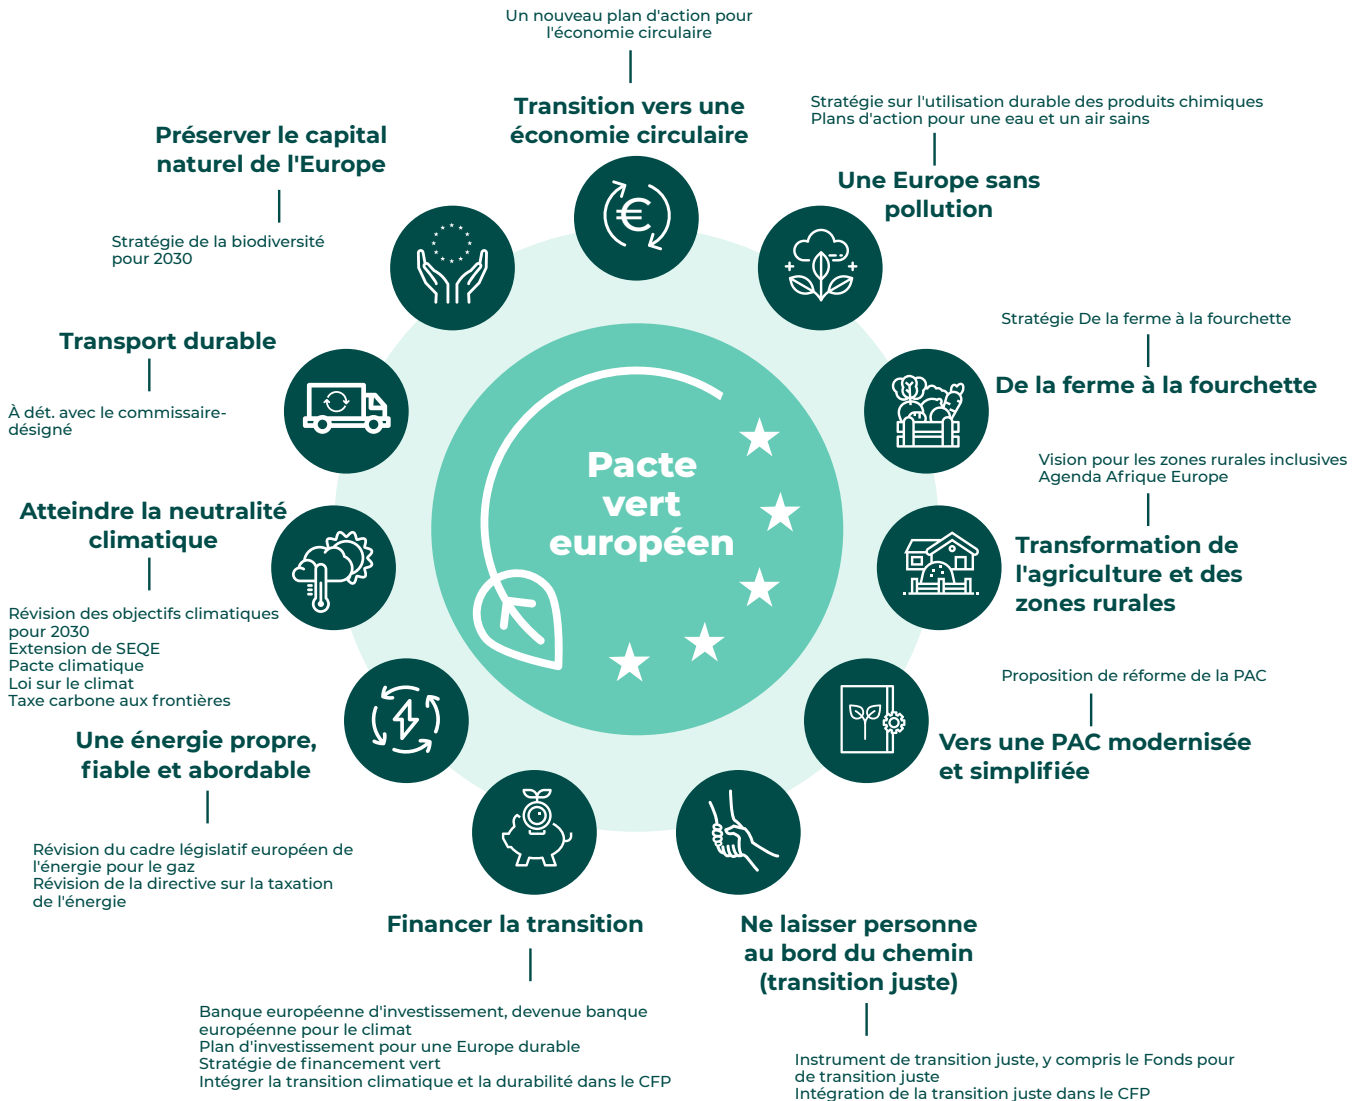 Un nouveau plan d'action pour
l'économie circulaire
Transition vers une
économie circulaire
Stratégie sur l'utilisation durable des produits chimiques
Plans d'action pour une eau et un air sains
Une Europe sans
pollution
Stratégie De la ferme à la fourchette
De la ferme à la fourchette
Vision pour les zones rurales inclusives
Agenda Afrique Europe
Transformation de
l'agriculture et des
zones rurales
Proposition de réforme de la PAC
Vers une PAC modernisée
et simplifiée
Ne laisser personne
au bord du chemin
(transition juste)
Instrument de transition juste, y compris le Fonds pour
de transition juste
Intégration de la transition juste dans le CFP
Financer la transition
Banque européenne d'investissement, devenue banque
européenne pour le climat
Plan d'investissement pour une Europe durable
Stratégie de financement vert
Intégrer la transition climatique et la durabilité dans le CFP
Une énergie propre,
fiable et abordable
Révision du cadre législatif européen de
l'énergie pour le gaz
Révision de la directive sur la taxation
de l'énergie
Atteindre la neutralité
climatique
Révision des objectifs climatiques
pour 2030
Extension de SEQE
Pacte climatique
Loi sur le climat
Taxe carbone aux frontières
Transport durable
À dét. avec le commissaire-
désigné
Préserver le capital
naturel de l'Europe
Stratégie de la biodiversité
pour 2030
Pacte
vert
européen
€